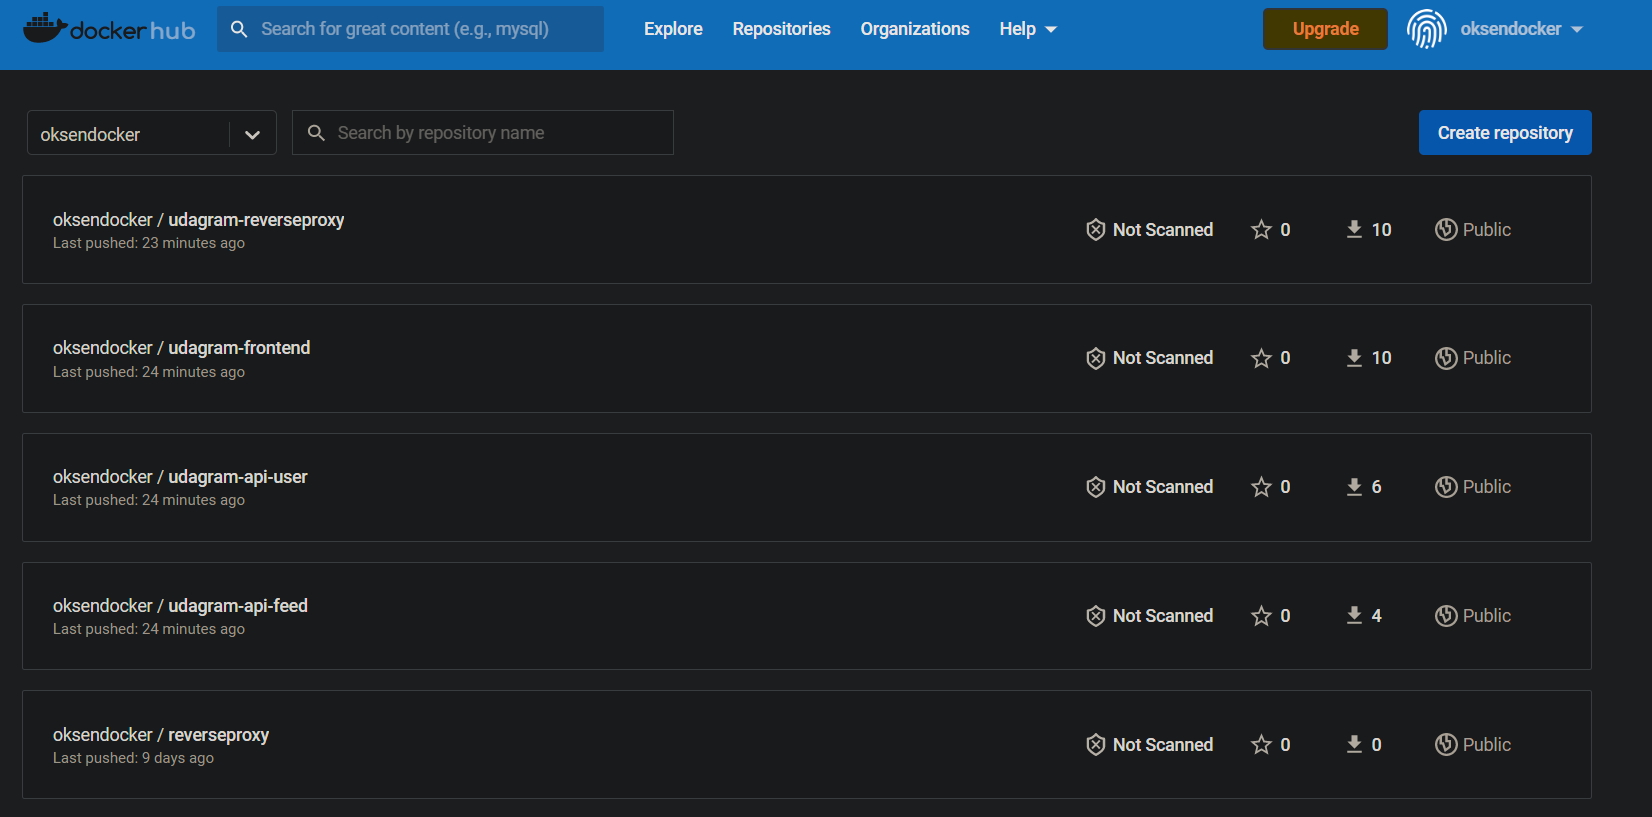 docker hub
Search for great content (e.g., mysql)
Explore
Repositories
Organizations
Help
Upgrade
oksendocker
oksendocker
Search by repository name
Create repository
oksendocker / udagram-reverseproxy
Last pushed: 23 minutes ago
Not Scanned
0
10
Public
oksendocker / udagram-frontend
Last pushed: 24 minutes ago
Not Scanned
0
10
Public
oksendocker / udagram-api-user
Last pushed: 24 minutes ago
Not Scanned
0
6
Public
oksendocker / udagram-api-feed
Last pushed: 24 minutes ago
Not Scanned
0
4
Public
oksendocker / reverseproxy
Last pushed: 9 days ago
Not Scanned
0
0
Public